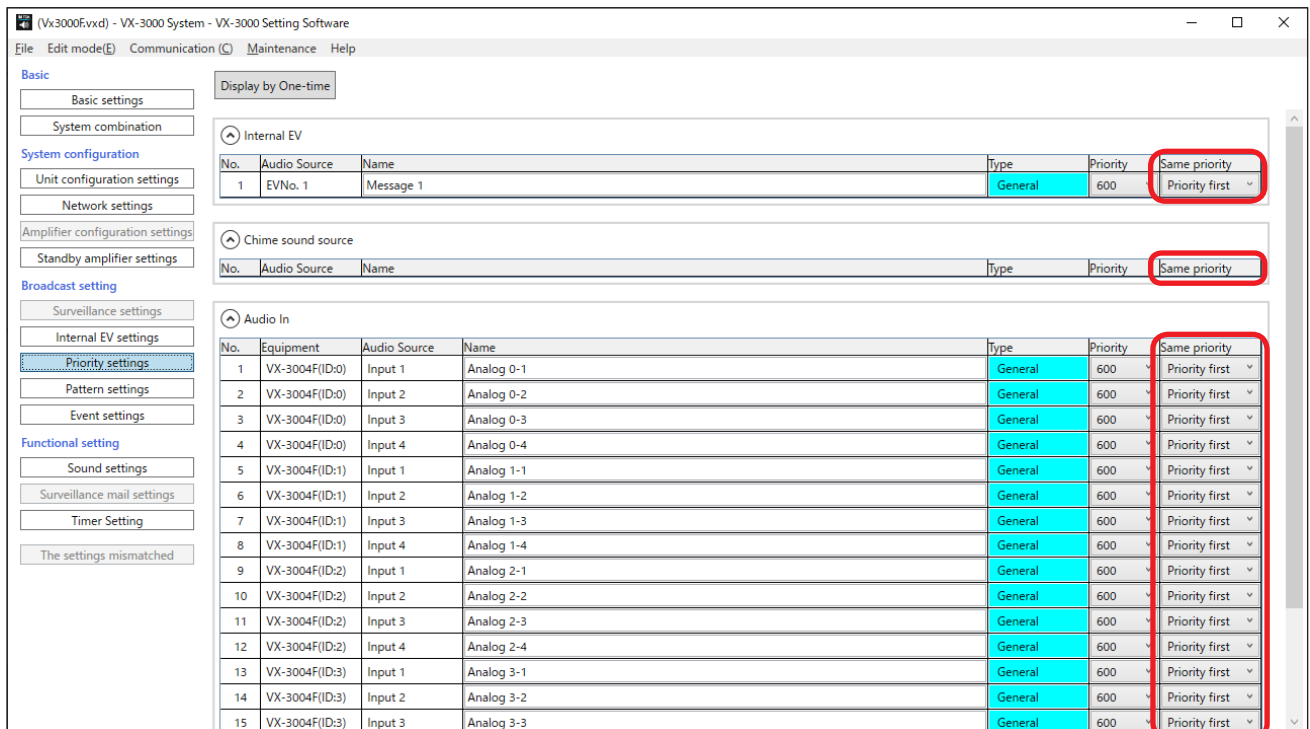 (Vx3000F.vxd) - VX-3000 System - VX-3000 Setting Software
File Edit mode(E) Communication (C) Maintenance Help
Basic
Basic settings
System combination
System configuration
Unit configuration settings
Network settings
Amplifier configuration settings
Standby amplifier settings
Broadcast setting
Surveillance settings
Internal EV settings
Priority settings
Pattern settings
Event settings
Functional setting
Sound settings
Surveillance mail settings
Timer Setting
The settings mismatched
Display by One-time
Internal EV
No. Audio Source Name Type Priority Same priority
1 EVNo. 1 Message 1 General 600 Priority first
Chime sound source
No. Audio Source Name Type Priority Same priority
Audio In
No. Equipment Audio Source Name Type Priority Same priority
1 VX-3004F(ID:0) Input 1 Analog 0-1 General 600 Priority first
2 VX-3004F(ID:0) Input 2 Analog 0-2 General 600 Priority first
3 VX-3004F(ID:0) Input 3 Analog 0-3 General 600 Priority first
4 VX-3004F(ID:0) Input 4 Analog 0-4 General 600 Priority first
5 VX-3004F(ID:1) Input 1 Analog 1-1 General 600 Priority first
6 VX-3004F(ID:1) Input 2 Analog 1-2 General 600 Priority first
7 VX-3004F(ID:1) Input 3 Analog 1-3 General 600 Priority first
8 VX-3004F(ID:1) Input 4 Analog 1-4 General 600 Priority first
9 VX-3004F(ID:2) Input 1 Analog 2-1 General 600 Priority first
10 VX-3004F(ID:2) Input 2 Analog 2-2 General 600 Priority first
11 VX-3004F(ID:2) Input 3 Analog 2-3 General 600 Priority first
12 VX-3004F(ID:2) Input 4 Analog 2-4 General 600 Priority first
13 VX-3004F(ID:3) Input 1 Analog 3-1 General 600 Priority first
14 VX-3004F(ID:3) Input 2 Analog 3-2 General 600 Priority first
15 VX-3004F(ID:3) Input 3 Analog 3-3 General 600 Priority first